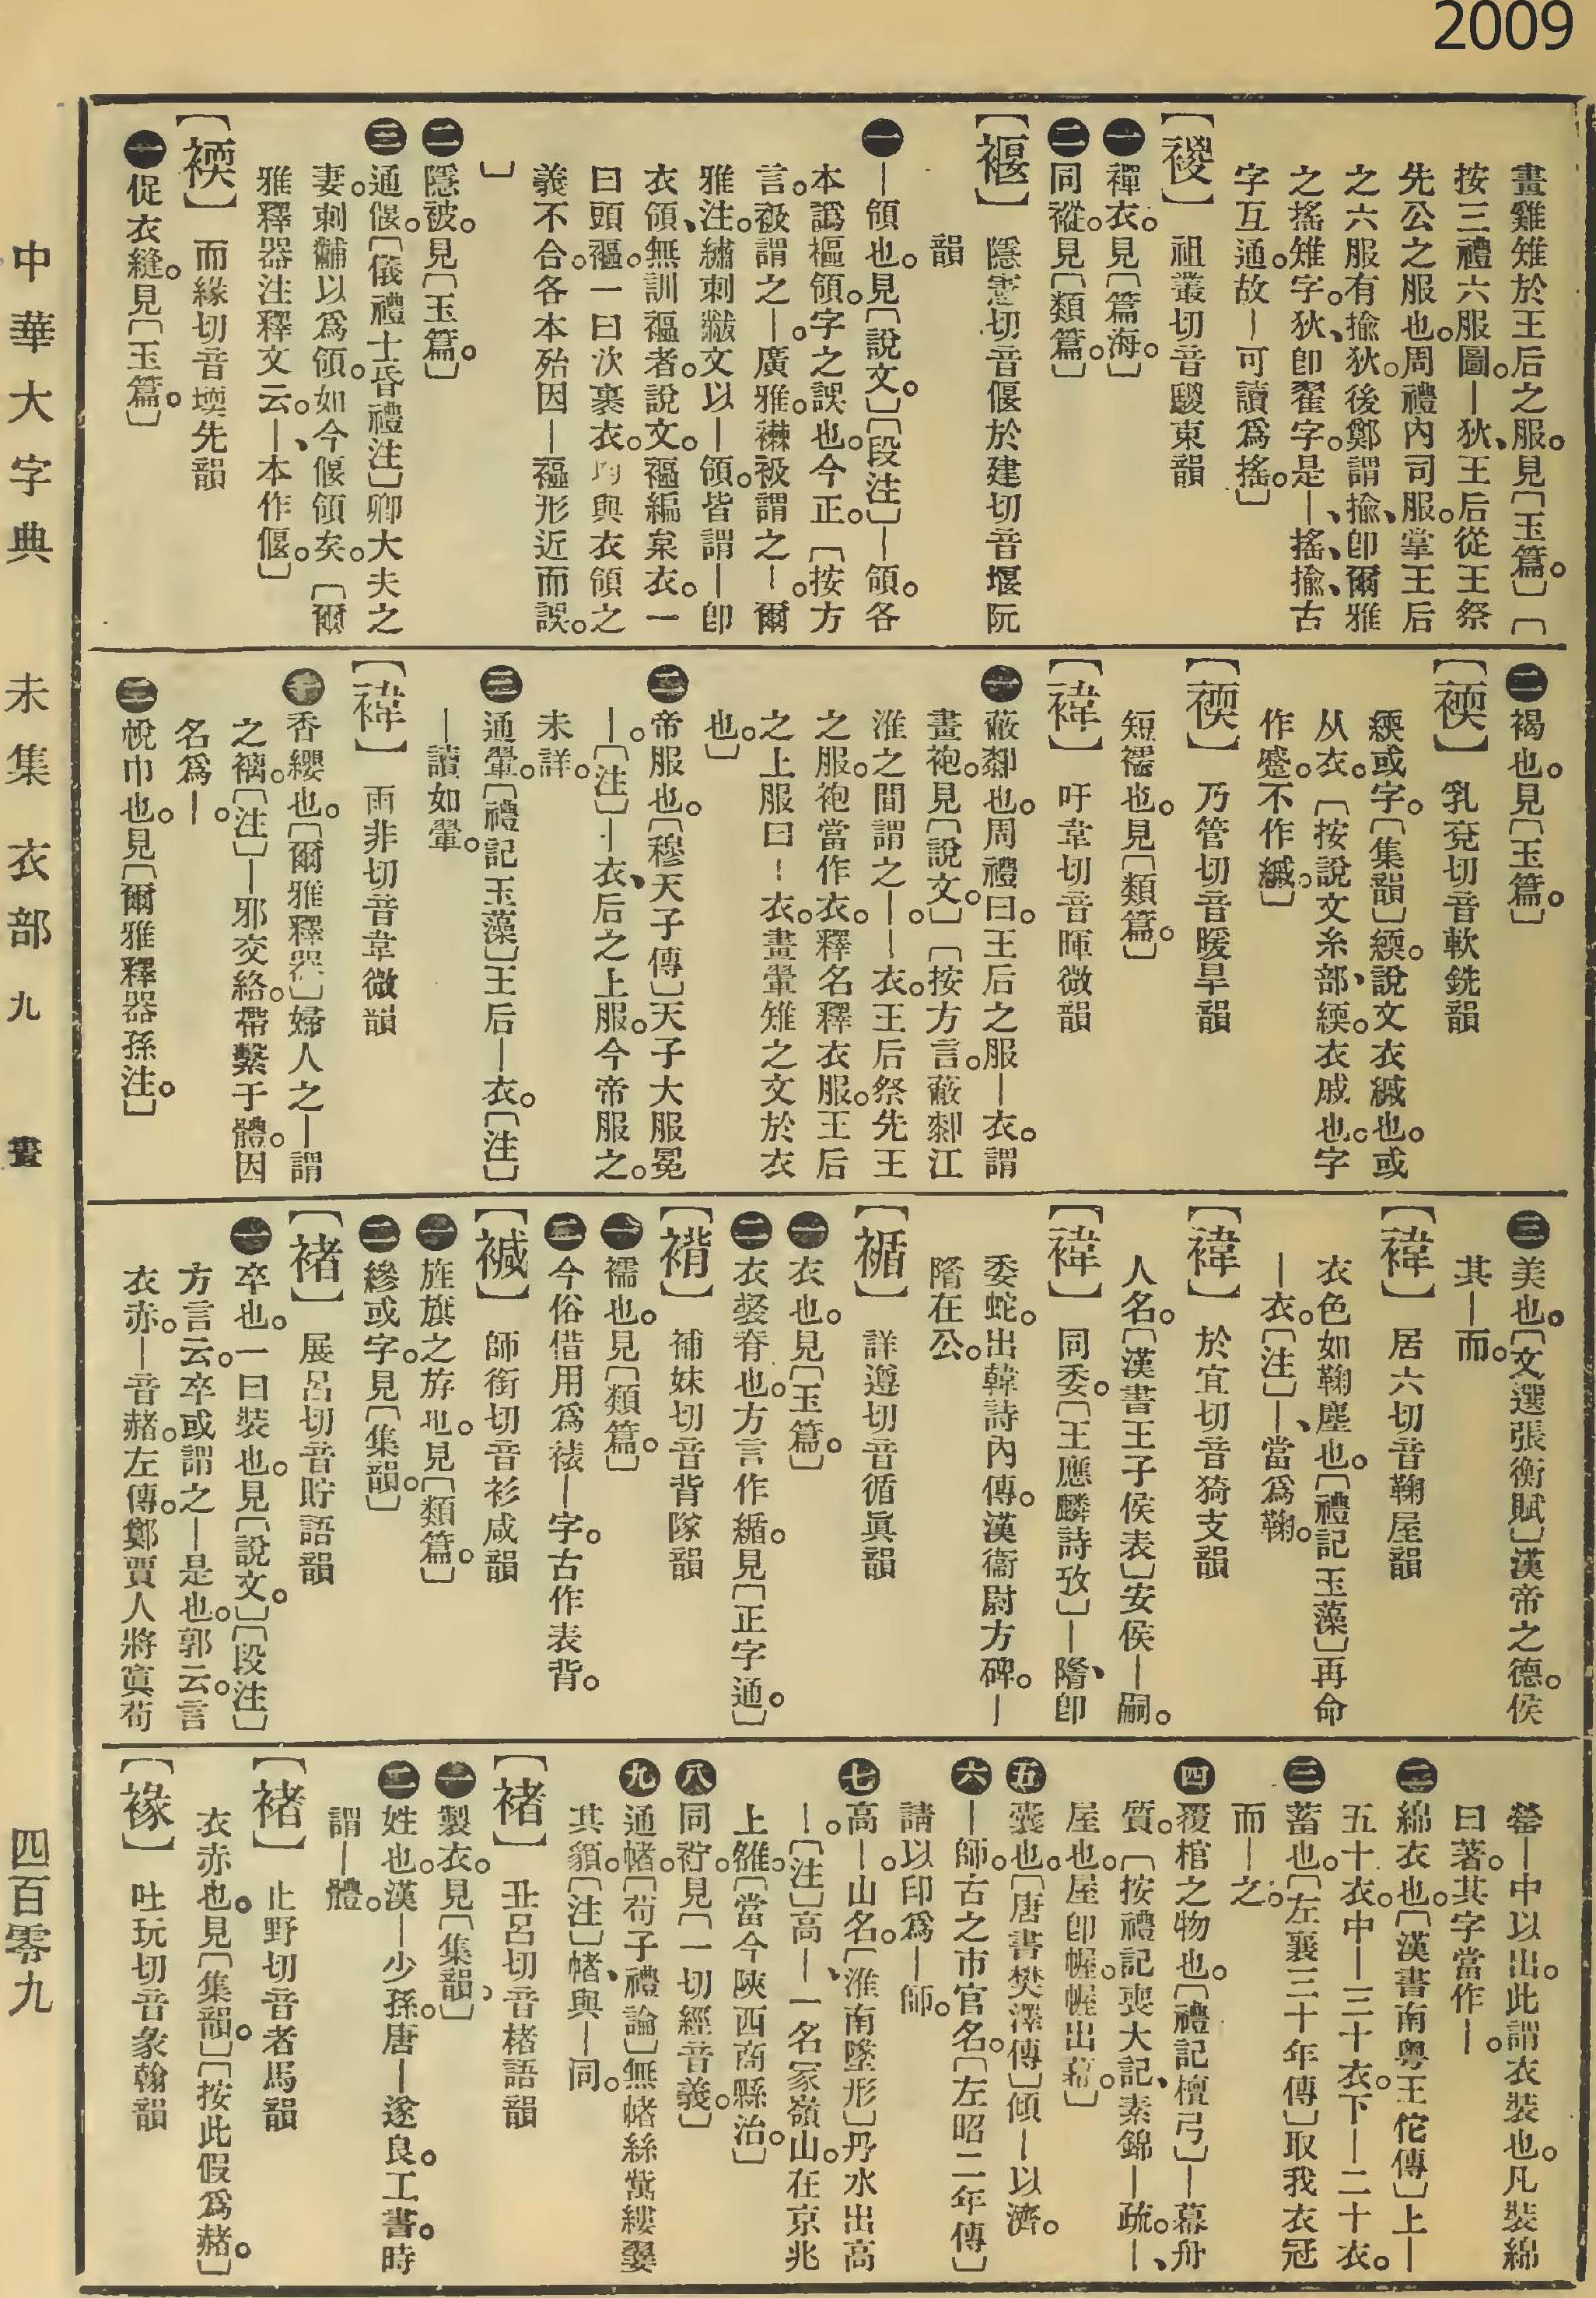 2009
畫雞雉於王后之服。見〔玉篇。〕〔
按三禮六服圖。—狄、王后從王祭
先公之服也。周禮內司服。掌王后
之六服有揄狄。後鄭謂揄、卽爾雅
之搖雉字。狄、卽翟字。是—、搖、揄、古
字互通。故—可讀爲搖。〕
〔䙅〕 祖叢切音騣東韻
㊀襌衣。見〔篇海。〕
㊁同䙕。見〔類篇。〕
〔褗〕 隱憲切音偃於建切音堰阮
韻
㊀—領也。見〔說文。〕〔段注〕—領。各
本譌樞領。字之誤也。今正。〔按方
言。衱謂之—。廣雅。襋衱謂之—。爾
雅注。繡刺黻文以—領。皆謂—卽
衣領、無訓褔者。說文。褔編枲衣。一
曰頭褔。一曰次裹衣。均與衣領之
義不合。各本殆因—褔形近而誤。
〕
㊁隱被。見〔玉篇。〕
㊂通偃。〔儀禮士昏禮注〕卿大夫之
妻。刺黼以爲領。如今偃領矣。〔爾
雅釋器注釋文云。—、本作偃。〕
〔褏〕 而緣切音堧先韻
㊀促衣縫。見〔玉篇。〕
㊁褐也。見〔玉篇。〕
〔褏〕 乳兗切音軟銑韻
緛或字。〔集韻〕緛。說文衣縬也。或
从衣。〔按說文糸部、緛。衣戚也。字
作蹙。不作縬。〕
〔褏〕 乃管切音暖旱韻
短襦也。見〔類篇。〕
〔褘〕 吁韋切音暉微韻
㊀蔽厀也。周禮曰。王后之服—衣。謂
畫袍。見〔說文。〕〔按方言。蔽厀江
淮之間謂之—。—衣。王后祭先王
之服。袍當作衣。釋名釋衣服。王后
之上服曰—衣。畫翬雉之文於衣
也。〕
㊁帝服也。〔穆天子傳〕天子大服冕
—。〔注〕—衣、后之上服。今帝服之。
未詳。
㊂通翬。〔禮記玉藻〕王后—衣。〔注〕
—讀如翬。
〔褘〕 雨非切音韋微韻
㊀香纓也。〔爾雅釋器〕婦人之—謂
之褵。〔注〕—邪交絡。帶繫于體。因
名爲—。
㊁帨巾也。見〔爾雅釋器孫注。〕
㊂美也。〔文選張衡賦〕漢帝之德。侯
其—而。
〔褘〕 居六切音鞠屋韻
衣色如鞠塵也。〔禮記玉藻〕再命
—衣。〔注〕—、當爲鞠。
〔褘〕 於宜切音猗支韻
人名。〔漢書王子侯表〕安侯—嗣。
〔褘〕 同委。〔王應麟詩攷〕—隋、卽
委蛇。出韓詩內傳。漢衞尉方碑。—
隋在公。
〔䙏〕 詳遵切音循眞韻
㊀衣也。見〔玉篇。〕
㊁衣䙝脊也。方言作䋸。見〔正字通。〕
〔褙〕 補妹切音背隊韻
㊀襦也。見〔類篇。〕
㊁今俗借用爲裱—字。古作表背。
〔䙖〕 師銜切音衫咸韻
㊀旌旗之斿也。見〔類篇。〕
㊁縿或字。見〔集韻。〕
〔褚〕 展呂切音貯語韻
㊀卒也。一曰裝也。見〔說文。〕〔段注〕
方言云。卒或謂之—。是也。郭云。言
衣赤。—音赭。左傳。鄭賈人將寘荀
罃—中以出。此謂衣裝也。凡裝綿
曰著。其字當作—。
㊁綿衣也。〔漢書南粤王佗傳〕上—
五十衣。中—三十衣。下—二十衣。
㊂蓄也。〔左襄三十年傳〕取我衣冠
而—之。
㊃覆棺之物也。〔禮記檀弓〕—幕丹
質。〔按禮記喪大記、素錦—。疏。—、
屋也。屋卽幄。幄出幕。〕
㊄囊也。〔唐書樊澤傳〕傾—以濟。
㊅—師。古之市官名。〔左昭二年傳〕
請以印爲—師。
㊆高—。山名。〔淮南墬形〕丹水出高
—。〔注〕高—、一名冢嶺山。在京兆
上雒。〔當今陝西商縣治。〕
㊇同䘢。見〔一切經音義。〕
㊈通幮。〔荀子禮論〕無幬絲歶縷翣
其貌。〔注〕幬與—同。
〔褚〕 丑呂切音楮語韻
㊀製衣。見〔集韻。〕
㊁姓也。漢—少孫。唐—遂良。工書。時
謂—體。
〔褚〕 止野切音者馬韻
衣赤也。見〔集韻。〕〔按此假爲赭。〕
〔褖〕 吐玩切音彖翰韻
中華大字典 未集 衣部 九畫 四百零九